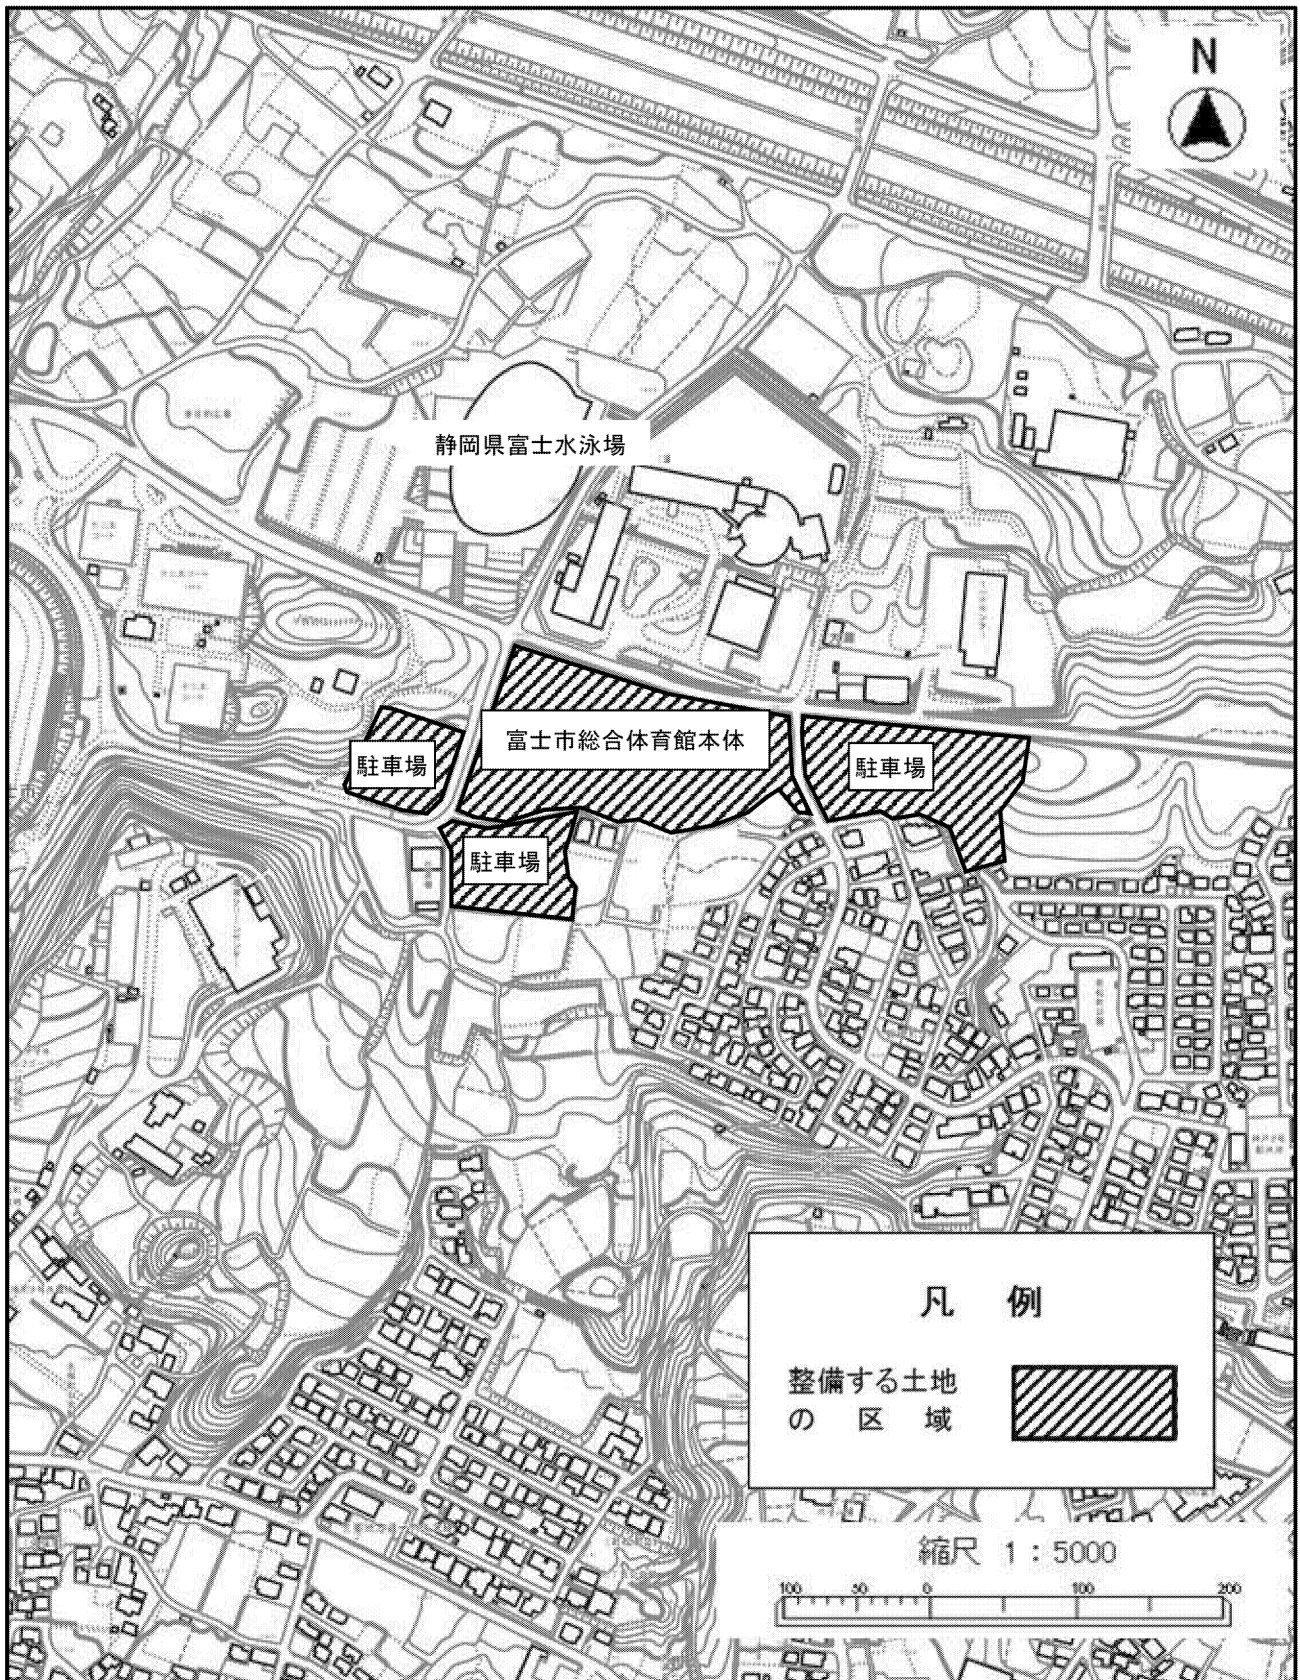 N
静岡県富士水泳場
富士市総合体育館本体
駐車場
駐車場
駐車場
凡 例
整備する土地
の 区 域
縮尺 1:5000
100 50 0 100 200